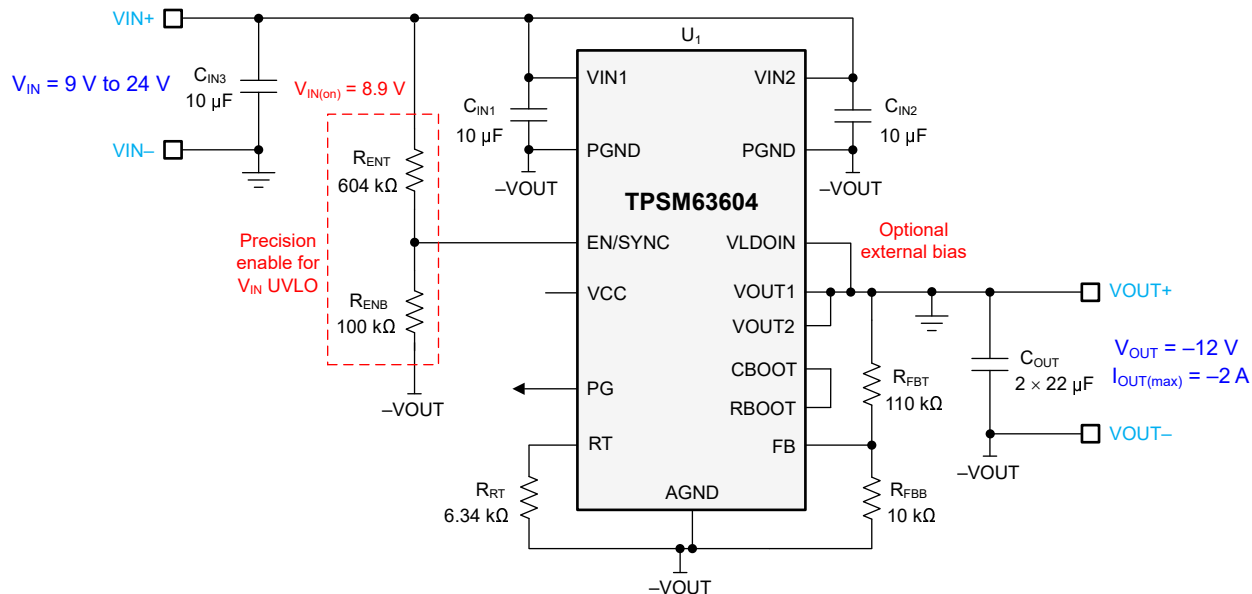 VIN+
VIN = 9 V to 24 V
VIN–
CIN3
10 µF
VIN(on) = 8.9 V
RENT
604 kΩ
Precision
enable for
VIN UVLO
RENB
100 kΩ
–VOUT
CIN1
10 µF
–VOUT
U1
VIN1
VIN2
PGND
PGND
TPSM63604
EN/SYNC
VLDOIN
VCC
VOUT1
VOUT2
CBOOT
PG
RBOOT
RT
FB
AGND
CIN2
10 µF
–VOUT
Optional
external bias
RRT
6.34 kΩ
–VOUT
RFBT
110 kΩ
RFBB
10 kΩ
COUT
2 × 22 µF
–VOUT
VOUT+
VOUT = –12 V
IOUT(max) = –2 A
VOUT–